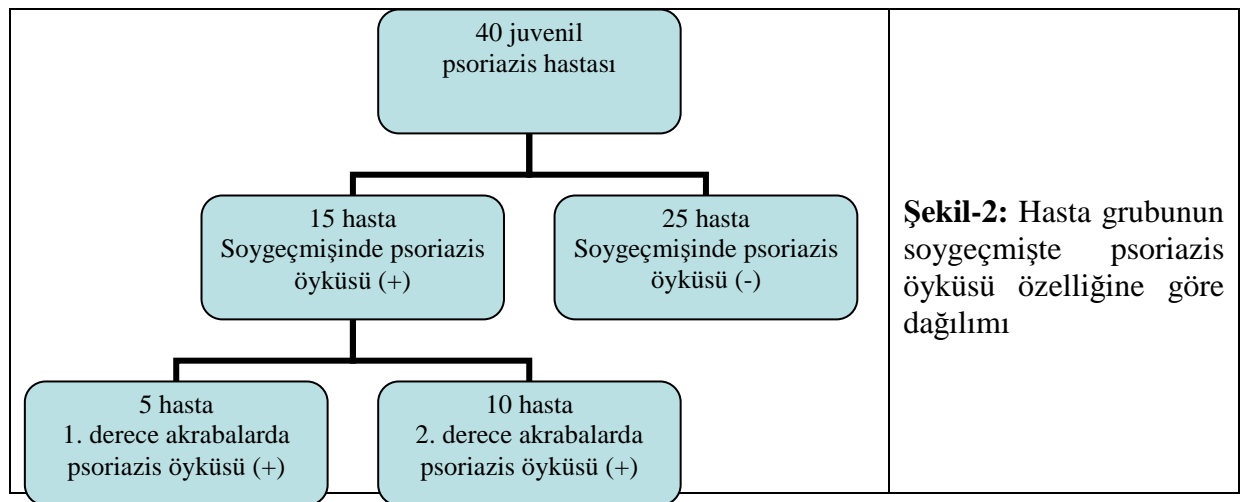 40 juvenil
psoriazis hastası
15 hasta
Soygeçmişinde psoriazis
öyküsü (+)
25 hasta
Soygeçmişinde psoriazis
öyküsü (-)
5 hasta
1. derece akrabalarda
psoriazis öyküsü (+)
10 hasta
2. derece akrabalarda
psoriazis öyküsü (+)
Şekil-2: Hasta grubunun
soygeçmişte psoriazis
öyküsü özelliğine göre
dağılımı